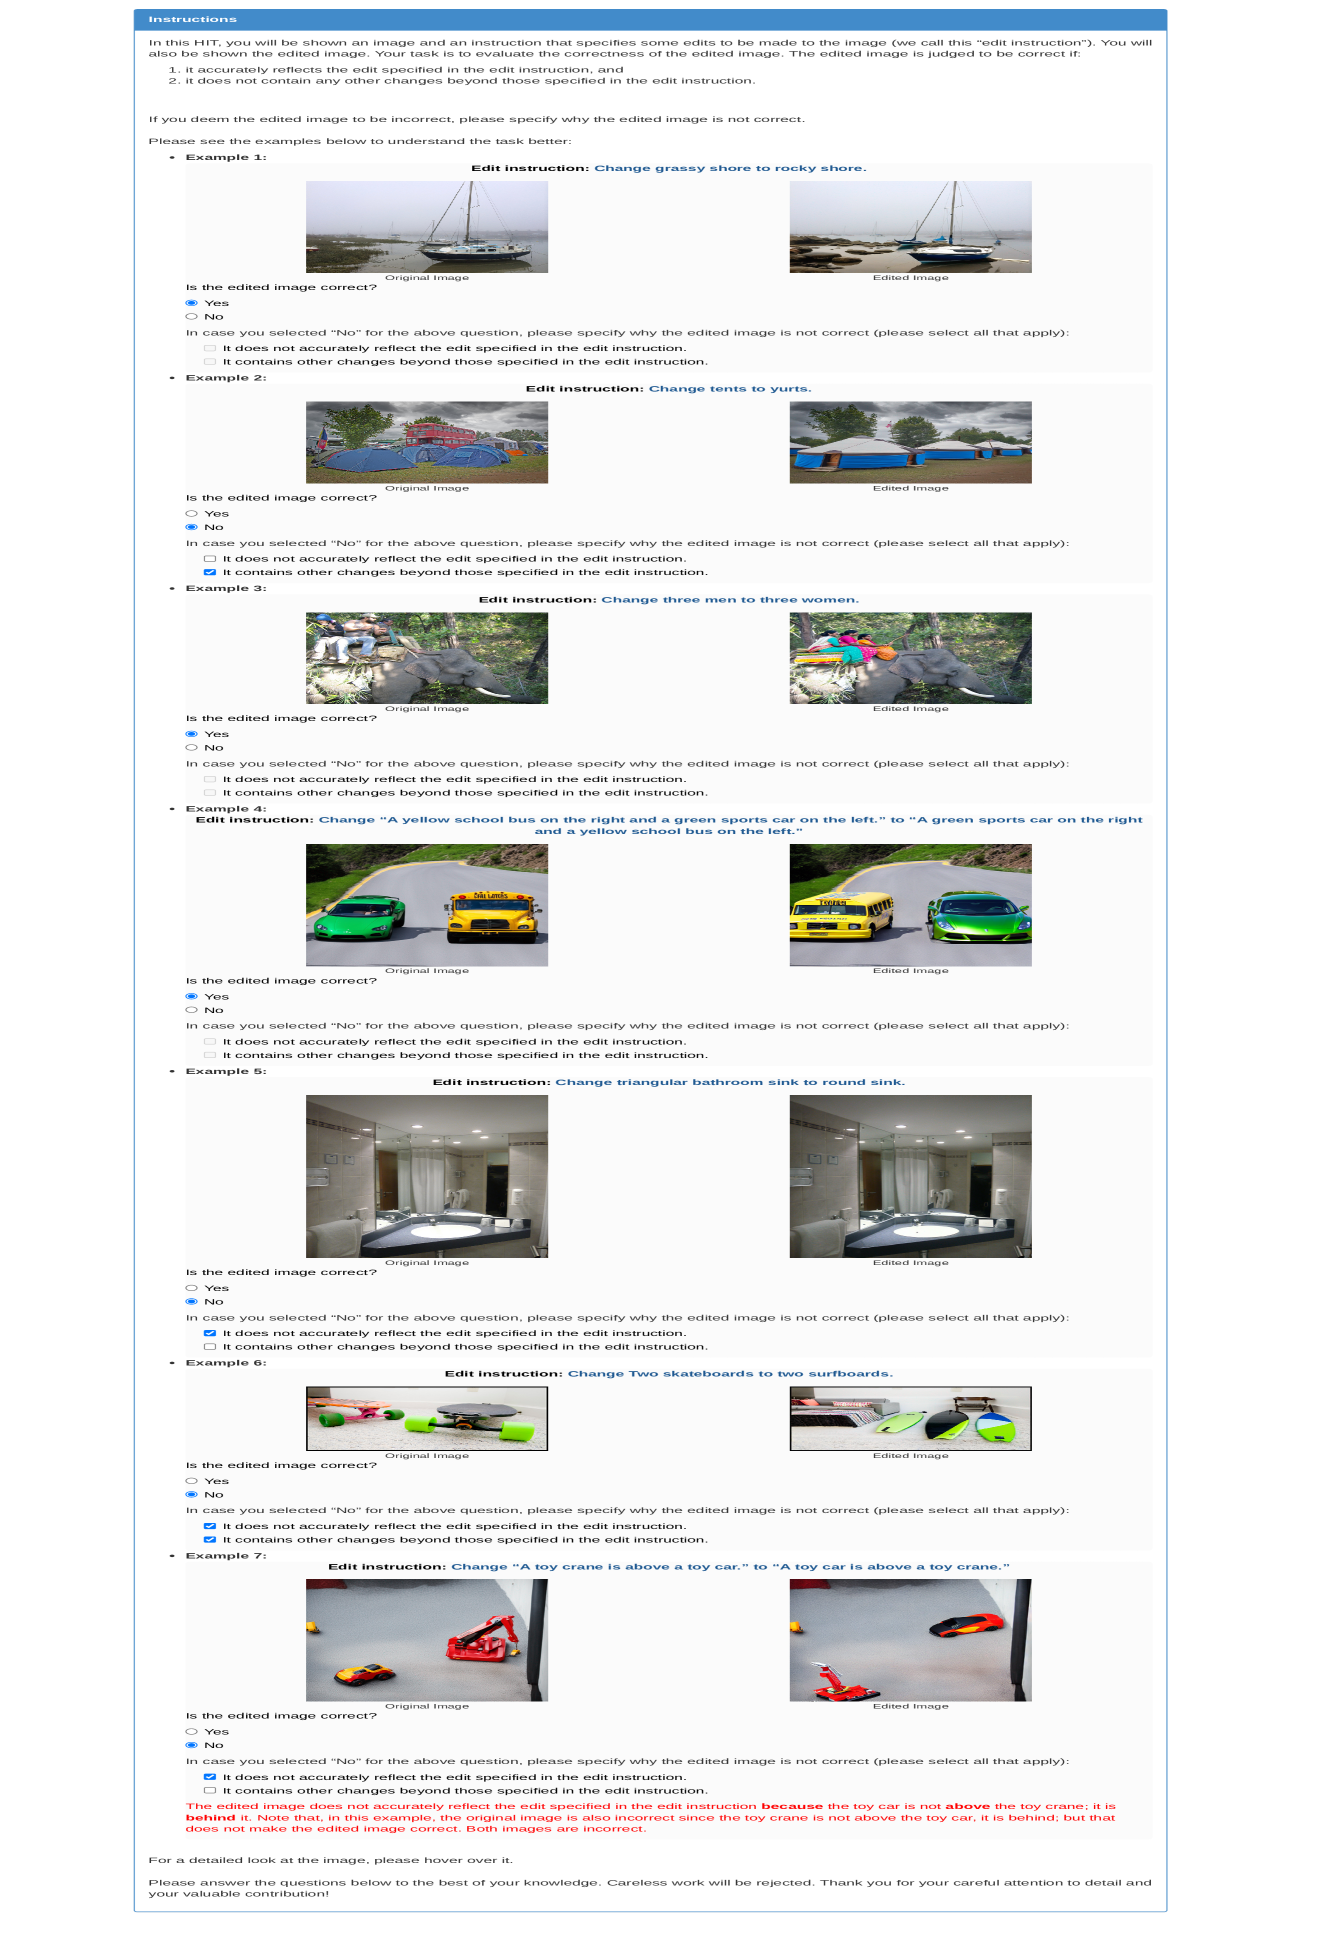 Instructions
In this HIT, you will be shown an image and an instruction that specifies some edits to be made to the image (we call this “edit instruction”). You will
also be shown the edited image. Your task is to evaluate the correctness of the edited image. The edited image is judged to be correct if:
1. it accurately reflects the edit specified in the edit instruction, and
2. it does not contain any other changes beyond those specified in the edit instruction.
If you deem the edited image to be incorrect, please specify why the edited image is not correct.
Please see the examples below to understand the task better:
• Example 1:
Edit instruction: Change grassy shore to rocky shore.
Original Image
Edited Image
Is the edited image correct?
Yes
No
In case you selected “No” for the above question, please specify why the edited image is not correct (please select all that apply):
It does not accurately reflect the edit specified in the edit instruction.
It contains other changes beyond those specified in the edit instruction.
• Example 2:
Edit instruction: Change tents to yurts.
Original Image
Edited Image
Is the edited image correct?
Yes
No
In case you selected “No” for the above question, please specify why the edited image is not correct (please select all that apply):
It does not accurately reflect the edit specified in the edit instruction.
It contains other changes beyond those specified in the edit instruction.
• Example 3:
Edit instruction: Change three men to three women.
Original Image
Edited Image
Is the edited image correct?
Yes
No
In case you selected “No” for the above question, please specify why the edited image is not correct (please select all that apply):
It does not accurately reflect the edit specified in the edit instruction.
It contains other changes beyond those specified in the edit instruction.
• Example 4:
Edit instruction: Change “A yellow school bus on the right and a green sports car on the left.” to “A green sports car on the right
and a yellow school bus on the left.”
Original Image
Edited Image
Is the edited image correct?
Yes
No
In case you selected “No” for the above question, please specify why the edited image is not correct (please select all that apply):
It does not accurately reflect the edit specified in the edit instruction.
It contains other changes beyond those specified in the edit instruction.
• Example 5:
Edit instruction: Change triangular bathroom sink to round sink.
Original Image
Edited Image
Is the edited image correct?
Yes
No
In case you selected “No” for the above question, please specify why the edited image is not correct (please select all that apply):
It does not accurately reflect the edit specified in the edit instruction.
It contains other changes beyond those specified in the edit instruction.
• Example 6:
Edit instruction: Change Two skateboards to two surfboards.
Original Image
Edited Image
Is the edited image correct?
Yes
No
In case you selected “No” for the above question, please specify why the edited image is not correct (please select all that apply):
It does not accurately reflect the edit specified in the edit instruction.
It contains other changes beyond those specified in the edit instruction.
• Example 7:
Edit instruction: Change “A toy crane is above a toy car.” to “A toy car is above a toy crane.”
Original Image
Edited Image
Is the edited image correct?
Yes
No
In case you selected “No” for the above question, please specify why the edited image is not correct (please select all that apply):
It does not accurately reflect the edit specified in the edit instruction.
It contains other changes beyond those specified in the edit instruction.
The edited image does not accurately reflect the edit specified in the edit instruction because the toy car is not above the toy crane; it is
behind it. Note that, in this example, the original image is also incorrect since the toy crane is not above the toy car, it is behind; but that
does not make the edited image correct. Both images are incorrect.
For a detailed look at the image, please hover over it.
Please answer the questions below to the best of your knowledge. Careless work will be rejected. Thank you for your careful attention to detail and
your valuable contribution!